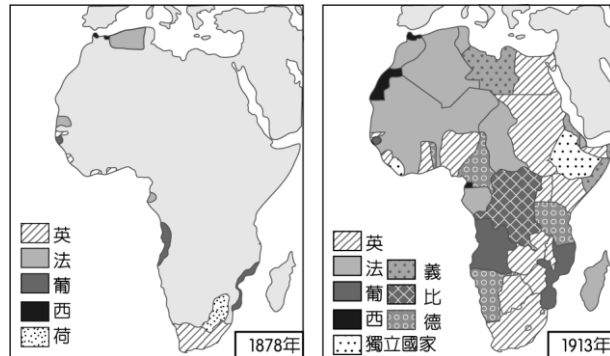 英
法
葡
西
荷
1878年
英
法
葡
西
義
比
德
獨立國家
1913年